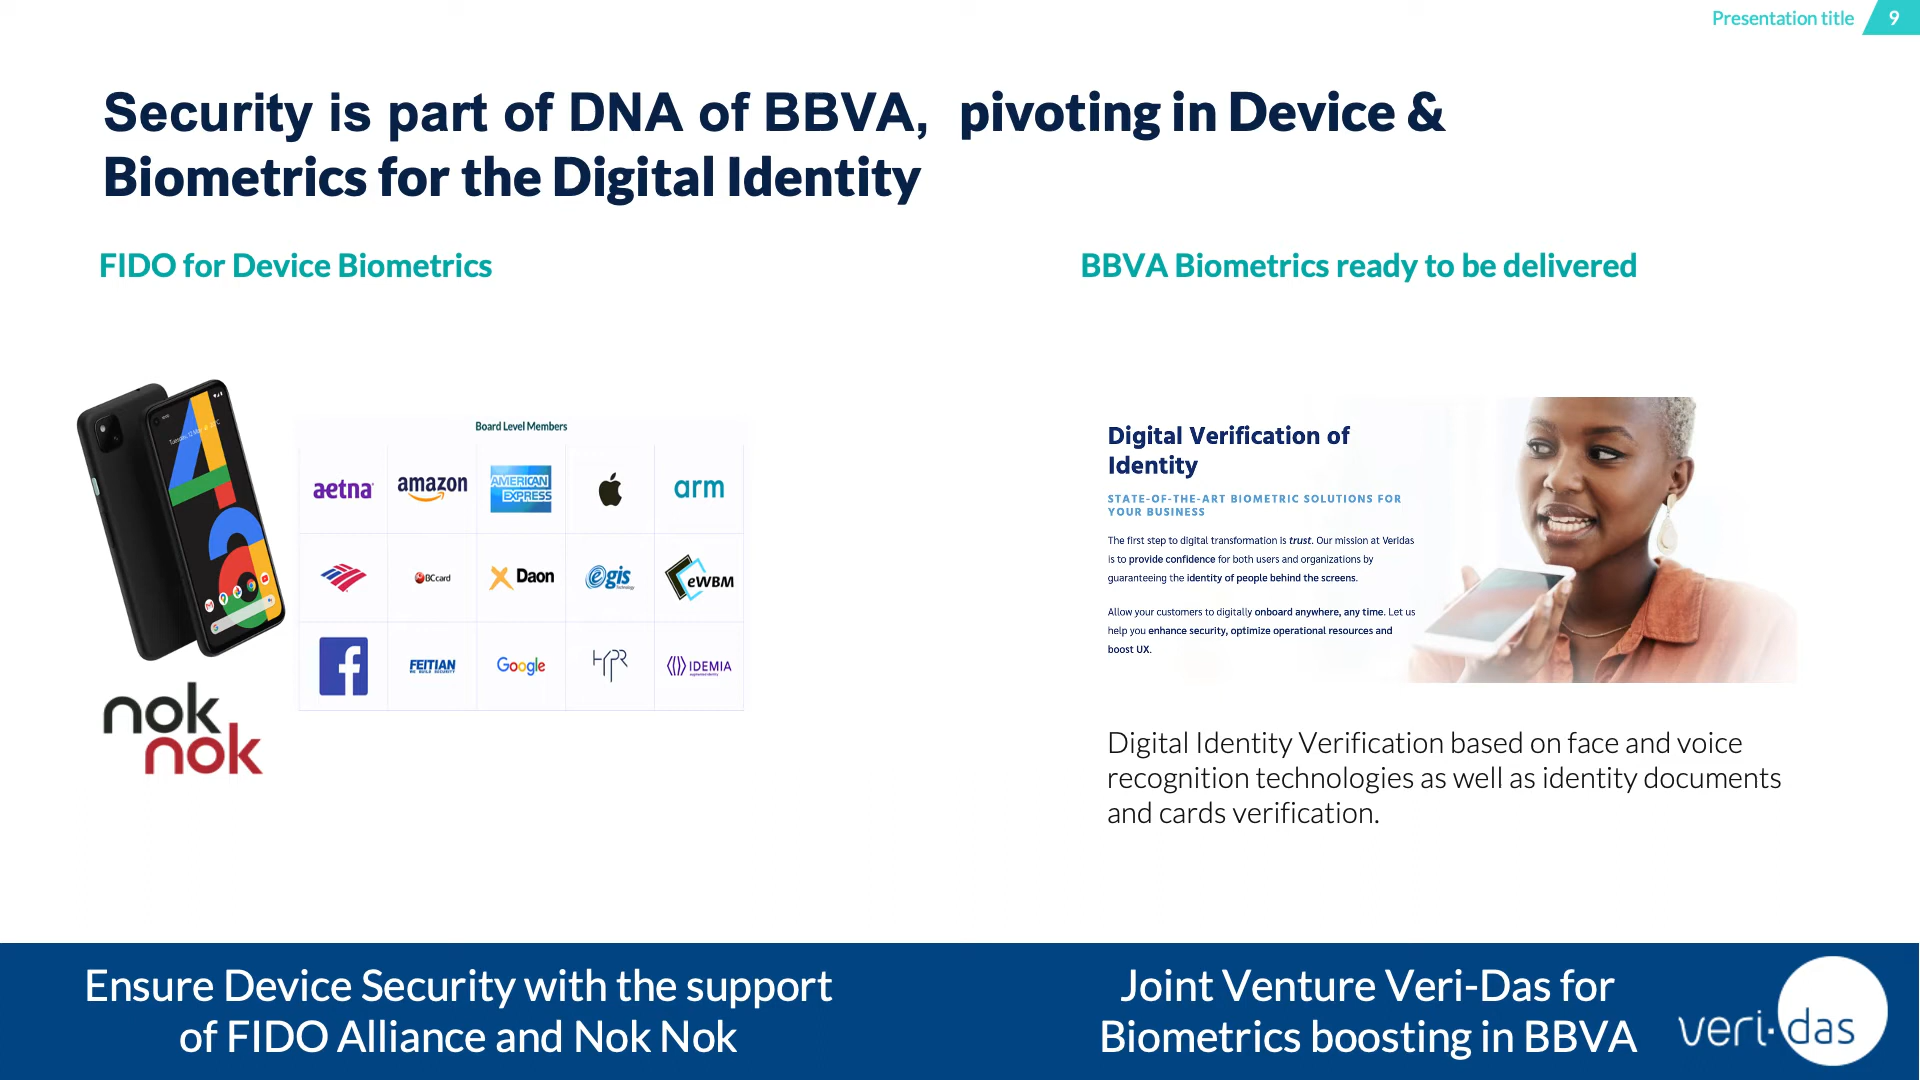 Presentation title 9
Security is part of DNA of BBVA, pivoting in Device &
Biometrics for the Digital Identity
FIDO for Device Biometrics
BBVA Biometrics ready to be delivered
Board Level Members
aetna amazon AMERICAN EXPRESS arm
BCcard Daon egis Technology eWBM
f FEITIAN WE BUILD SECURITY Google HYPR IDEMIA augmented identity
nok
nok
Digital Verification of
Identity
STATE-OF-THE-ART BIOMETRIC SOLUTIONS FOR
YOUR BUSINESS
The first step to digital transformation is trust. Our mission at Veridas
is to provide confidence for both users and organizations by
guaranteeing the identity of people behind the screens.
Allow your customers to digitally onboard anywhere, any time. Let us
help you enhance security, optimize operational resources and
boost UX.
Digital Identity Verification based on face and voice
recognition technologies as well as identity documents
and cards verification.
Ensure Device Security with the support
of FIDO Alliance and Nok Nok
Joint Venture Veri-Das for
Biometrics boosting in BBVA
veri-das